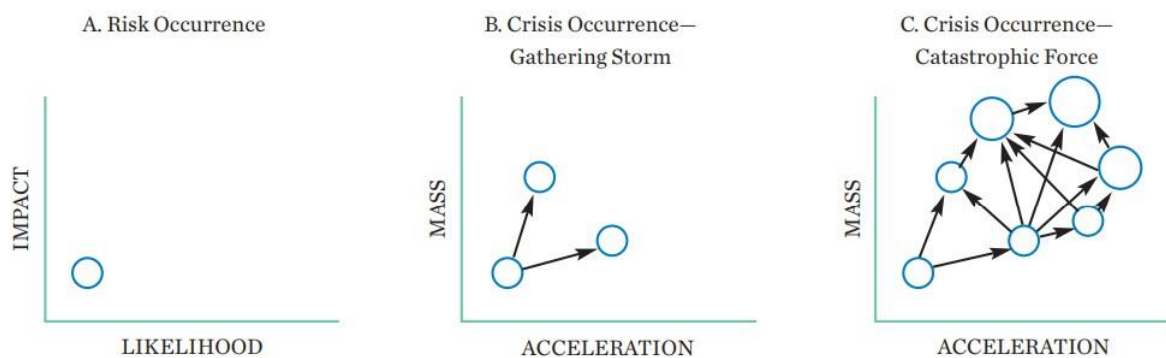 A. Risk Occurrence
IMPACT
LIKELIHOOD
B. Crisis Occurrence—
Gathering Storm
MASS
ACCELERATION
C. Crisis Occurrence—
Catastrophic Force
MASS
ACCELERATION